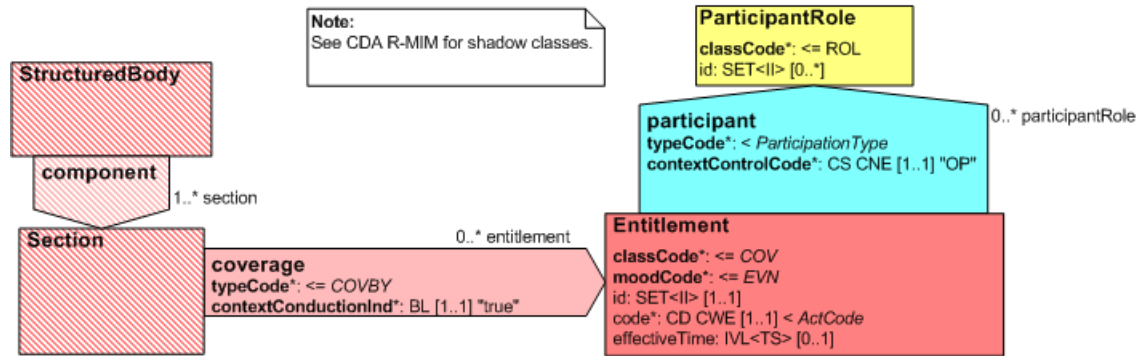 Note:
See CDA R-MIM for shadow classes.
ParticipantRole
classCode*: <= ROL
id: SET<II> [0..*]
StructuredBody
component
1..* section
participant
typeCode*: < ParticipationType
contextControlCode*: CS CNE [1..1] "OP"
0..* participantRole
Section
0..* entitlement
coverage
typeCode*: <= COVBY
contextConductionInd*: BL [1..1] "true"
Entitlement
classCode*: <= COV
moodCode*: <= EVN
id: SET<II> [1..1]
code*: CD CWE [1..1] < ActCode
effectiveTime: IVL<TS> [0..1]